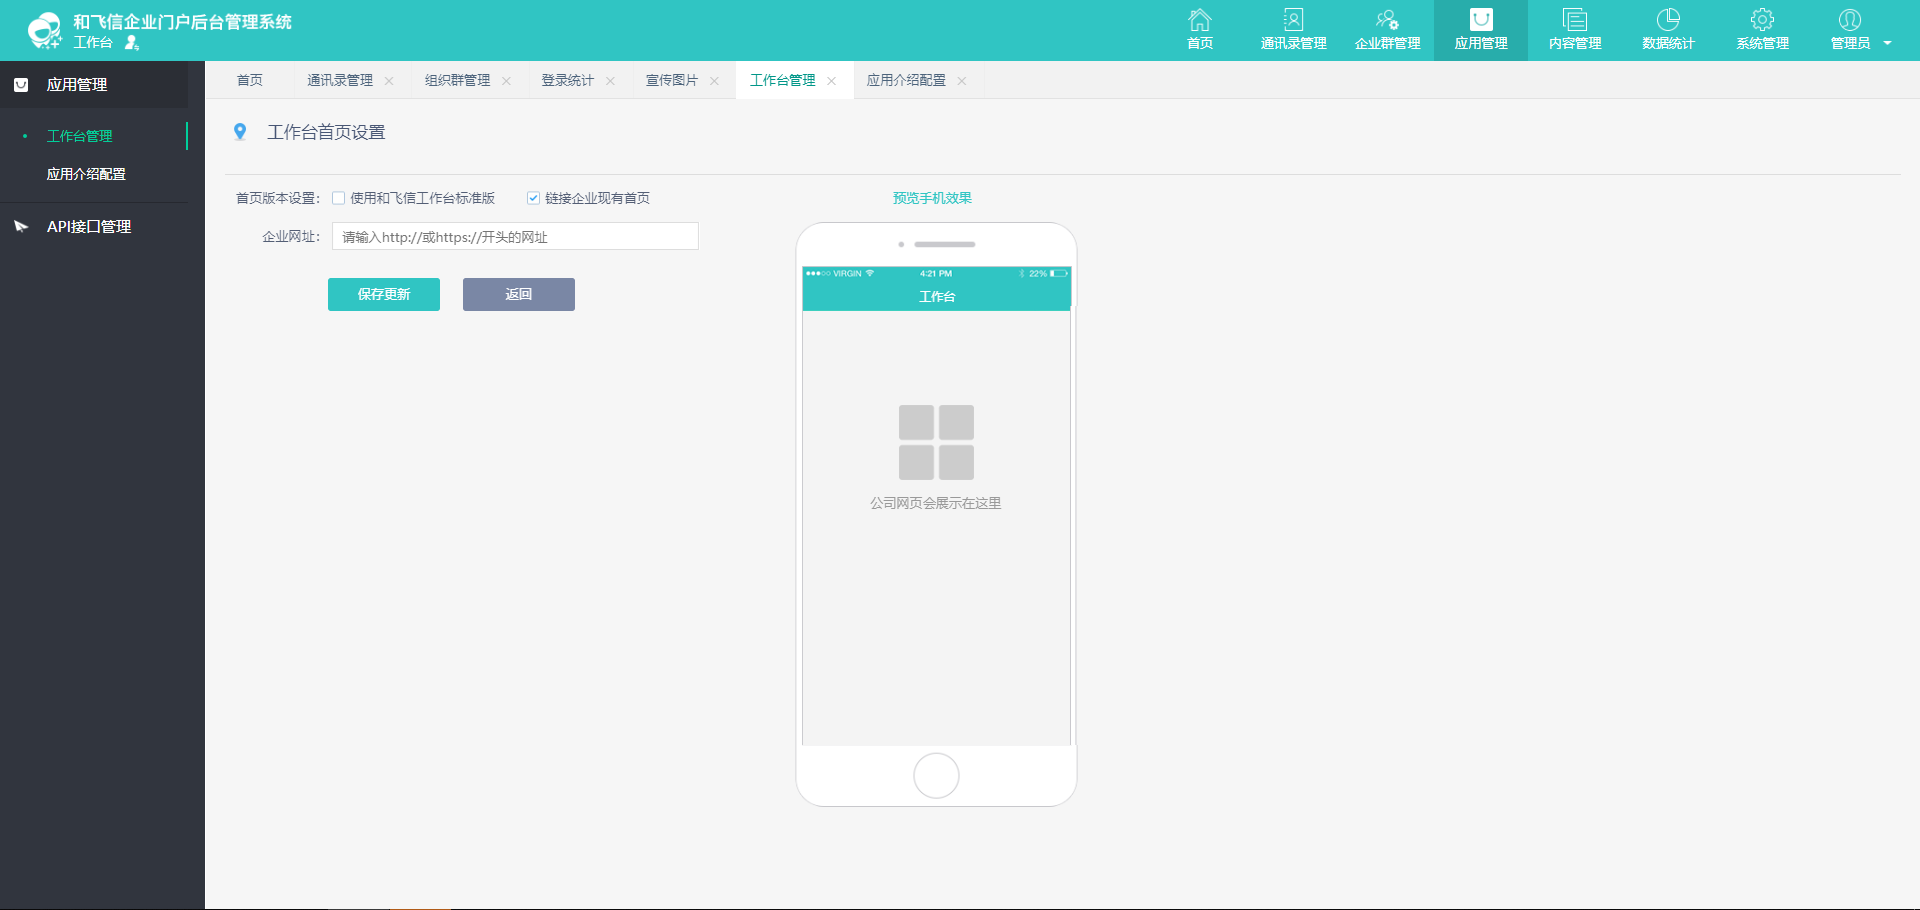 和飞信企业门户后台管理系统
工作台
首页
通讯录管理
企业群管理
应用管理
内容管理
数据统计
系统管理
管理员
应用管理
工作台管理
应用介绍配置
API接口管理
首页 通讯录管理 组织群管理 登录统计 宣传图片 工作台管理 应用介绍配置
工作台首页设置
首页版本设置： 使用和飞信工作台标准版 链接企业现有首页
企业网址： 请输入http://或https://开头的网址
保存更新 返回
预览手机效果
VIRGIN 4:21 PM 22%
工作台
公司网页会展示在这里